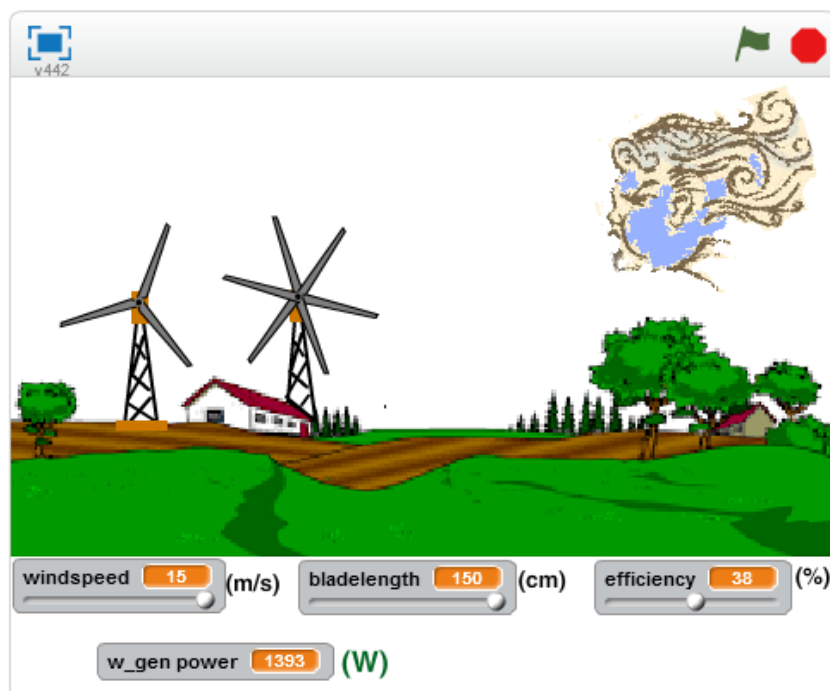 v442
windspeed 15 (m/s) bladelength 150 (cm) efficiency 38 (%)
w_gen power 1393 (W)